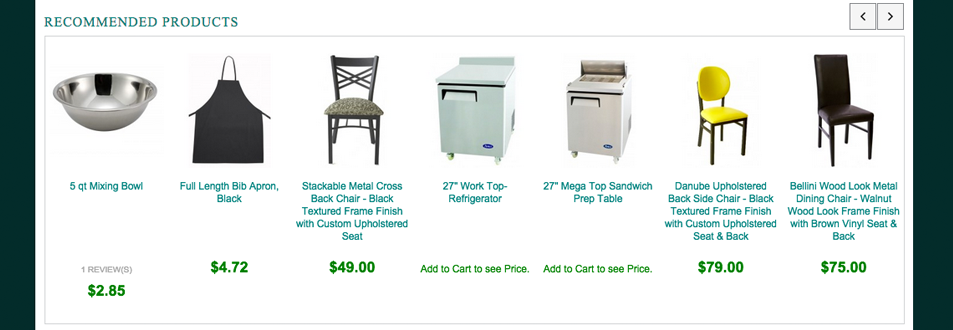 RECOMMENDED PRODUCTS
5 qt Mixing Bowl
1 REVIEW(S)
$2.85
Full Length Bib Apron,
Black
$4.72
Stackable Metal Cross
Back Chair - Black
Textured Frame Finish
with Custom Upholstered
Seat
$49.00
27" Work Top-
Refrigerator
Add to Cart to see Price.
27" Mega Top Sandwich
Prep Table
Add to Cart to see Price.
Danube Upholstered
Back Side Chair - Black
Textured Frame Finish
with Custom Upholstered
Seat & Back
$79.00
Bellini Wood Look Metal
Dining Chair - Walnut
Wood Look Frame Finish
with Brown Vinyl Seat &
Back
$75.00